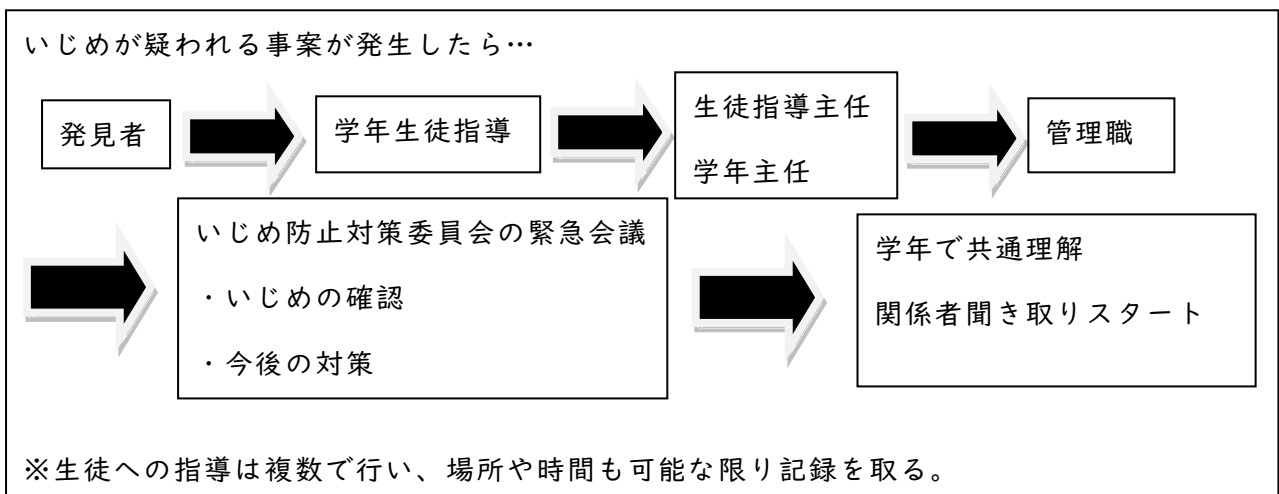 いじめが疑われる事案が発生したら…
発見者
学年生徒指導
生徒指導主任
学年主任
管理職
いじめ防止対策委員会の緊急会議
・いじめの確認
・今後の対策
学年で共通理解
関係者聞き取りスタート
※生徒への指導は複数で行い、場所や時間も可能な限り記録を取る。